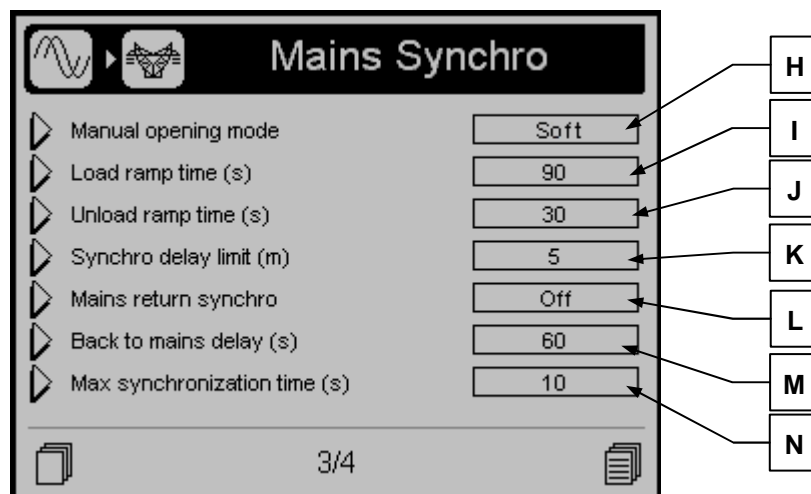 Mains Synchro
H
Manual opening mode Soft
I
Load ramp time (s) 90
J
Unload ramp time (s) 30
K
Synchro delay limit (m) 5
L
Mains return synchro Off
M
Back to mains delay (s) 60
N
Max synchronization time (s) 10
3/4